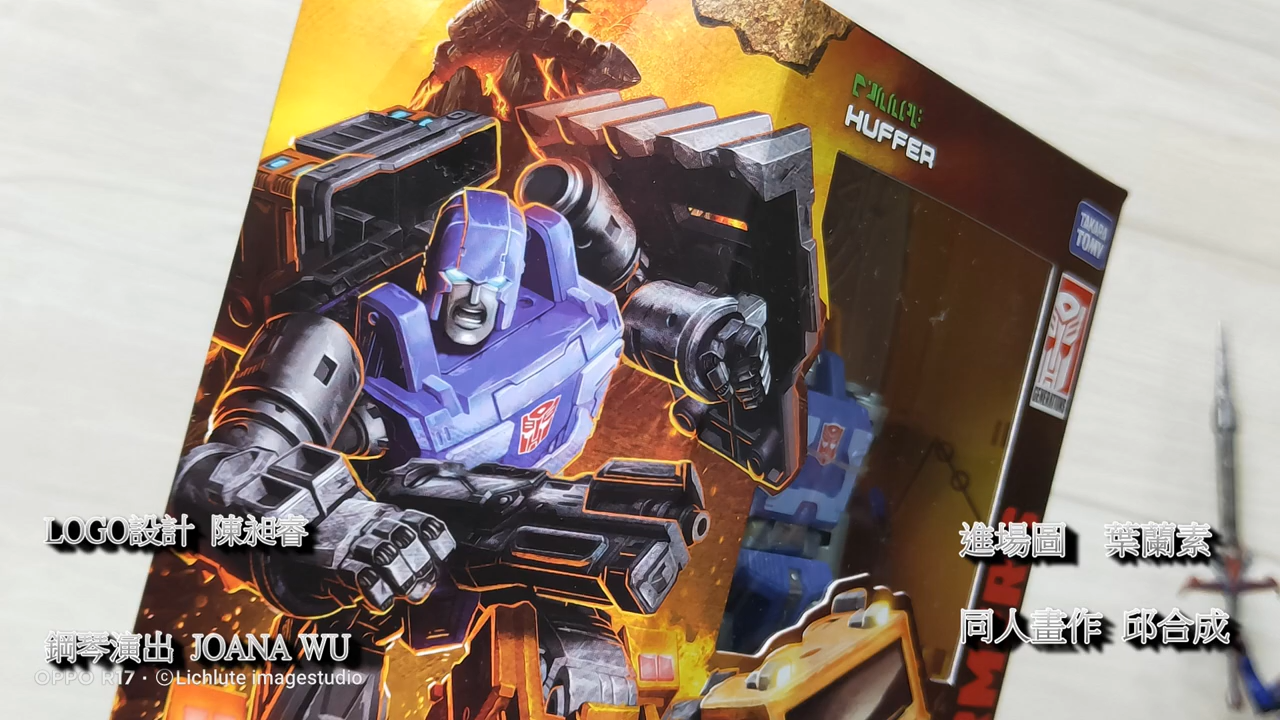 HUFFER
TAKARA
TOMY
GENERATIONS
LOGO設計 陳昶睿
進場圖 葉蘭素
同人畫作 邱合成
鋼琴演出 JOANA WU
OPPO R17 · ©Lichlute imagestudio